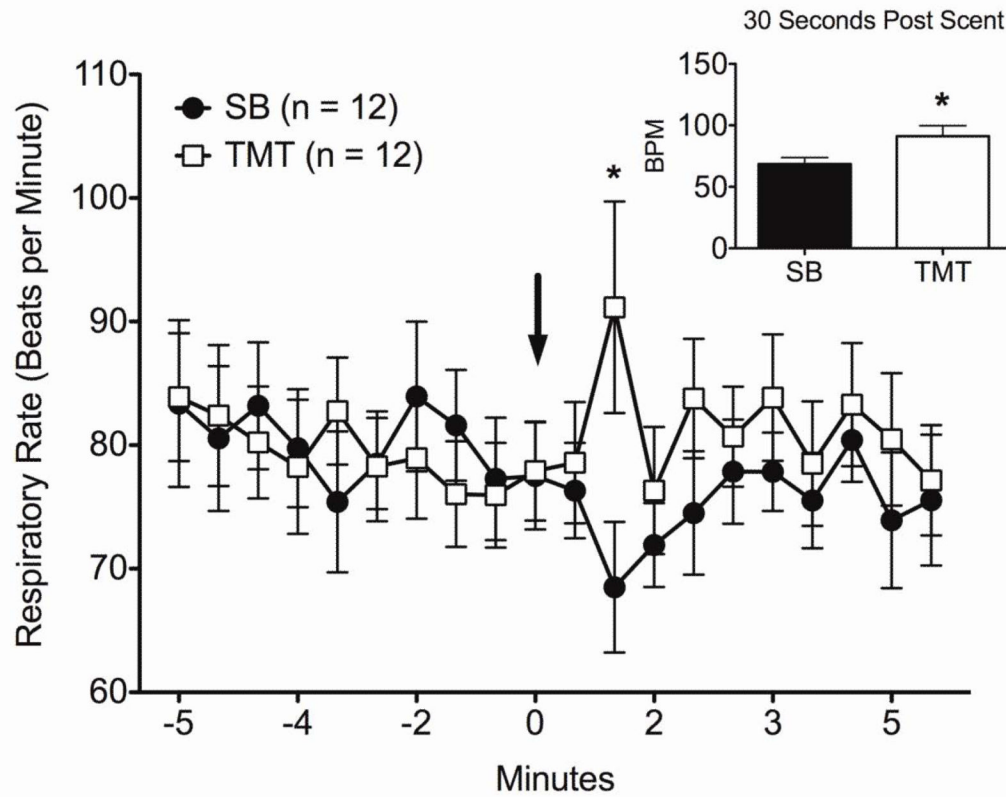 30 Seconds Post Scent
150
100
50
0
BPM
*
SB
TMT
SB (n = 12)
TMT (n = 12)
*
Respiratory Rate (Beats per Minute)
110
100
90
80
70
60
-5 -4 -2 0 2 3 5
Minutes